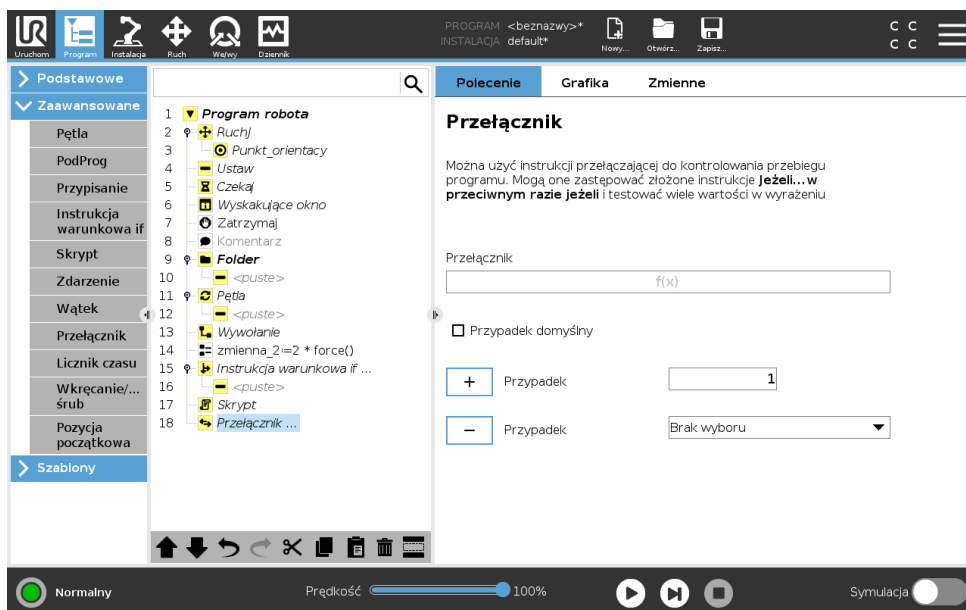 UR
Uruchom
Program
Instalacja
Ruch
We/wy
Dziennik
PROGRAM <beznazwy>*
INSTALACJA default*
Nowy...
Otwórz...
Zapisz...
C C
C C
Podstawowe
Zaawansowane
Pętla
PodProg
Przypisanie
Instrukcja
warunkowa if
Skrypt
Zdarzenie
Wątek
Przełącznik
Licznik czasu
Wkręcanie/...
śrub
Pozycja
początkowa
Szablony
1 Program robota
2 RuchJ
3 Punkt_orientacy
4 Ustaw
5 Czekaj
6 Wyskakujące okno
7 Zatrzymaj
8 Komentarz
9 Folder
10 <puste>
11 Pętla
12 <puste>
13 Wywołanie
14 zmienna_2≔2 * force()
15 Instrukcja warunkowa if ...
16 <puste>
17 Skrypt
18 Przełącznik ...
Polecenie Grafika Zmienne
Przełącznik
Można użyć instrukcji przełączającej do kontrolowania przebiegu
programu. Mogą one zastępować złożone instrukcje Jeżeli...w
przeciwnym razie jeżeli i testować wiele wartości w wyrażeniu
Przełącznik
f(x)
Przypadek domyślny
+ Przypadek 1
− Przypadek Brak wyboru
Normalny
Prędkość 100%
Symulacja